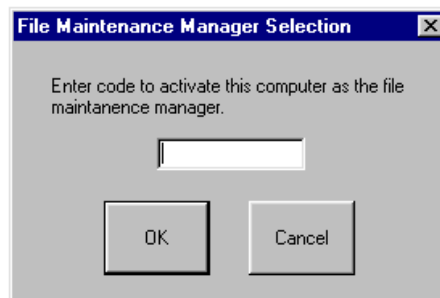 File Maintenance Manager Selection
Enter code to activate this computer as the file
maintanence manager.
OK
Cancel